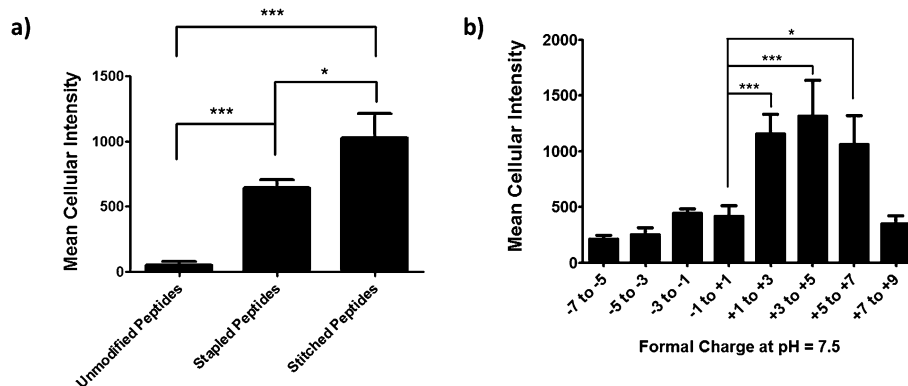 a)
***
*
***
Mean Cellular Intensity
1500
1000
500
0
Unmodified Peptides
Stapled Peptides
Stitched Peptides
b)
*
***
***
Mean Cellular Intensity
2000
1500
1000
500
0
-7 to -5
-5 to -3
-3 to -1
-1 to +1
+1 to +3
+3 to +5
+5 to +7
+7 to +9
Formal Charge at pH = 7.5